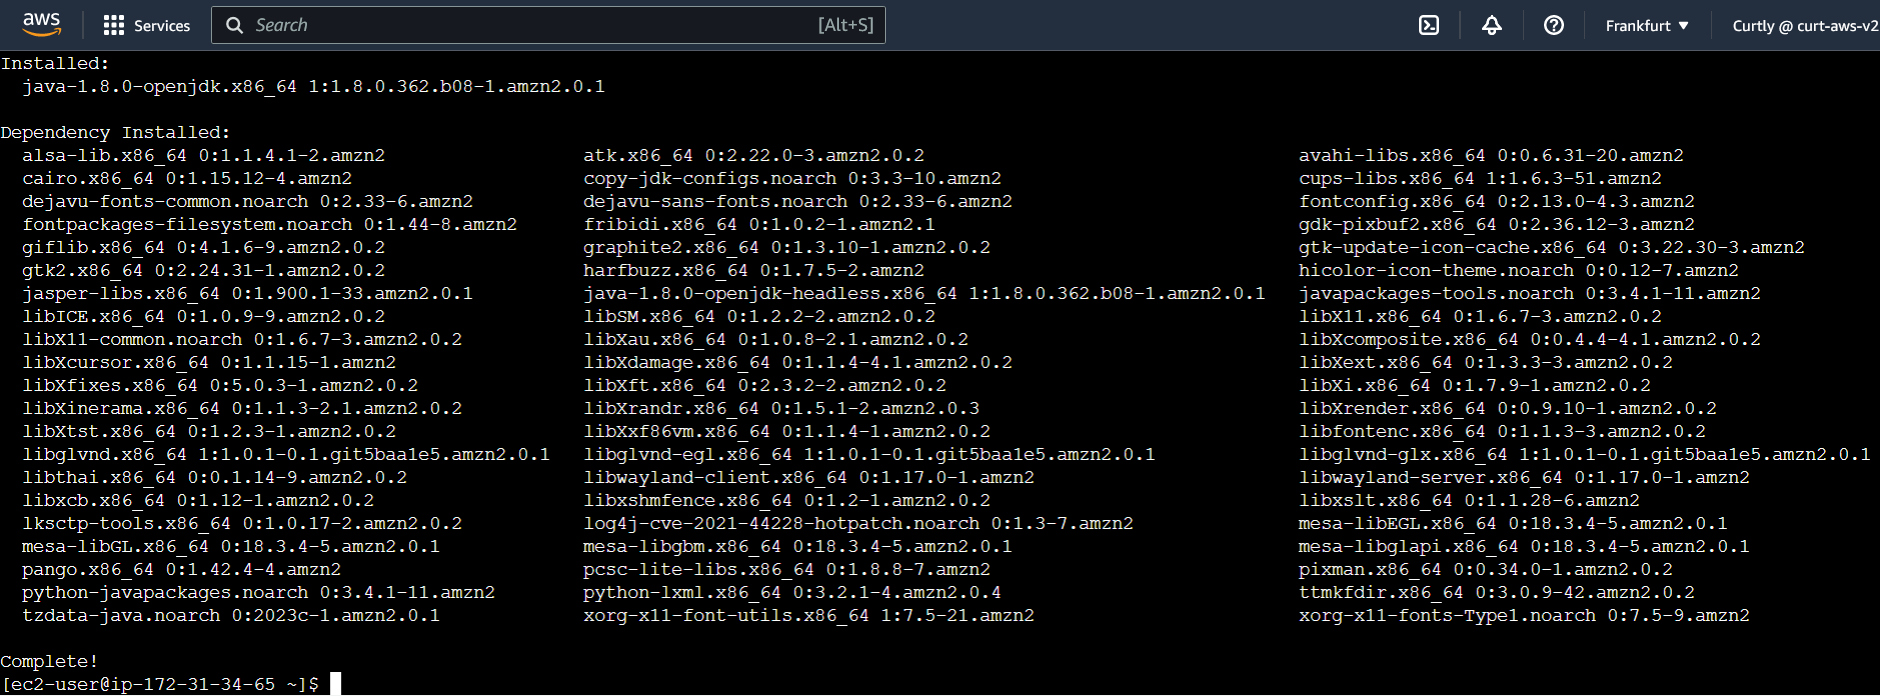 aws Services Search [Alt+S] Frankfurt ▼ Curtly @ curt-aws-v2
Installed:
java-1.8.0-openjdk.x86_64 1:1.8.0.362.b08-1.amzn2.0.1
Dependency Installed:
alsa-lib.x86_64 0:1.1.4.1-2.amzn2 atk.x86_64 0:2.22.0-3.amzn2.0.2 avahi-libs.x86_64 0:0.6.31-20.amzn2
cairo.x86_64 0:1.15.12-4.amzn2 copy-jdk-configs.noarch 0:3.3-10.amzn2 cups-libs.x86_64 1:1.6.3-51.amzn2
dejavu-fonts-common.noarch 0:2.33-6.amzn2 dejavu-sans-fonts.noarch 0:2.33-6.amzn2 fontconfig.x86_64 0:2.13.0-4.3.amzn2
fontpackages-filesystem.noarch 0:1.44-8.amzn2 fribidi.x86_64 0:1.0.2-1.amzn2.1 gdk-pixbuf2.x86_64 0:2.36.12-3.amzn2
giflib.x86_64 0:4.1.6-9.amzn2.0.2 graphite2.x86_64 0:1.3.10-1.amzn2.0.2 gtk-update-icon-cache.x86_64 0:3.22.30-3.amzn2
gtk2.x86_64 0:2.24.31-1.amzn2.0.2 harfbuzz.x86_64 0:1.7.5-2.amzn2 hicolor-icon-theme.noarch 0:0.12-7.amzn2
jasper-libs.x86_64 0:1.900.1-33.amzn2.0.1 java-1.8.0-openjdk-headless.x86_64 1:1.8.0.362.b08-1.amzn2.0.1 javapackages-tools.noarch 0:3.4.1-11.amzn2
libICE.x86_64 0:1.0.9-9.amzn2.0.2 libSM.x86_64 0:1.2.2-2.amzn2.0.2 libX11.x86_64 0:1.6.7-3.amzn2.0.2
libX11-common.noarch 0:1.6.7-3.amzn2.0.2 libXau.x86_64 0:1.0.8-2.1.amzn2.0.2 libXcomposite.x86_64 0:0.4.4-4.1.amzn2.0.2
libXcursor.x86_64 0:1.1.15-1.amzn2 libXdamage.x86_64 0:1.1.4-4.1.amzn2.0.2 libXext.x86_64 0:1.3.3-3.amzn2.0.2
libXfixes.x86_64 0:5.0.3-1.amzn2.0.2 libXft.x86_64 0:2.3.2-2.amzn2.0.2 libXi.x86_64 0:1.7.9-1.amzn2.0.2
libXinerama.x86_64 0:1.1.3-2.1.amzn2.0.2 libXrandr.x86_64 0:1.5.1-2.amzn2.0.3 libXrender.x86_64 0:0.9.10-1.amzn2.0.2
libXtst.x86_64 0:1.2.3-1.amzn2.0.2 libXxf86vm.x86_64 0:1.1.4-1.amzn2.0.2 libfontenc.x86_64 0:1.1.3-3.amzn2.0.2
libglvnd.x86_64 1:1.0.1-0.1.git5baa1e5.amzn2.0.1 libglvnd-egl.x86_64 1:1.0.1-0.1.git5baa1e5.amzn2.0.1 libglvnd-glx.x86_64 1:1.0.1-0.1.git5baa1e5.amzn2.0.1
libthai.x86_64 0:0.1.14-9.amzn2.0.2 libwayland-client.x86_64 0:1.17.0-1.amzn2 libwayland-server.x86_64 0:1.17.0-1.amzn2
libxcb.x86_64 0:1.12-1.amzn2.0.2 libxshmfence.x86_64 0:1.2-1.amzn2.0.2 libxslt.x86_64 0:1.1.28-6.amzn2
lksctp-tools.x86_64 0:1.0.17-2.amzn2.0.2 log4j-cve-2021-44228-hotpatch.noarch 0:1.3-7.amzn2 mesa-libEGL.x86_64 0:18.3.4-5.amzn2.0.1
mesa-libGL.x86_64 0:18.3.4-5.amzn2.0.1 mesa-libgbm.x86_64 0:18.3.4-5.amzn2.0.1 mesa-libglapi.x86_64 0:18.3.4-5.amzn2.0.1
pango.x86_64 0:1.42.4-4.amzn2 pcsc-lite-libs.x86_64 0:1.8.8-7.amzn2 pixman.x86_64 0:0.34.0-1.amzn2.0.2
python-javapackages.noarch 0:3.4.1-11.amzn2 python-lxml.x86_64 0:3.2.1-4.amzn2.0.4 ttmkfdir.x86_64 0:3.0.9-42.amzn2.0.2
tzdata-java.noarch 0:2023c-1.amzn2.0.1 xorg-x11-font-utils.x86_64 1:7.5-21.amzn2 xorg-x11-fonts-Type1.noarch 0:7.5-9.amzn2
Complete!
[ec2-user@ip-172-31-34-65 ~]$